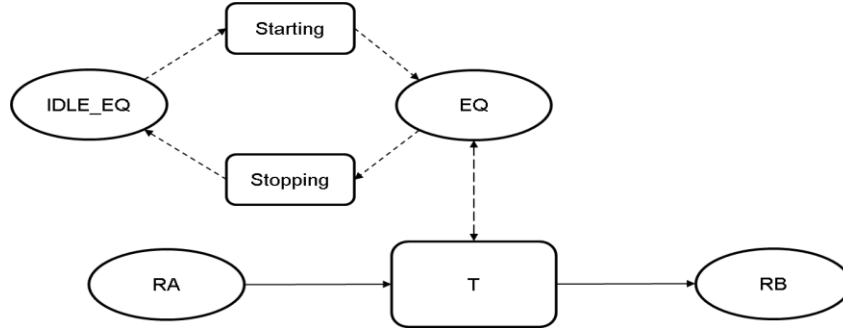 Starting
IDLE_EQ
EQ
Stopping
RA
T
RB